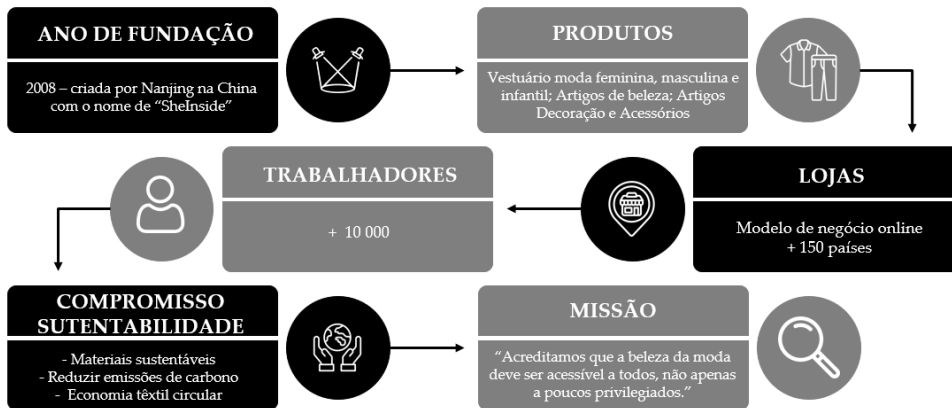 ANO DE FUNDAÇÃO
2008 – criada por Nanjing na China
com o nome de “SheInside”
PRODUTOS
Vestuário moda feminina, masculina e
infantil; Artigos de beleza; Artigos
Decoração e Acessórios
LOJAS
Modelo de negócio online
+ 150 países
TRABALHADORES
+ 10 000
COMPROMISSO
SUTENTABILIDADE
- Materiais sustentáveis
- Reduzir emissões de carbono
- Economia têxtil circular
MISSÃO
“Acreditamos que a beleza da moda
deve ser acessível a todos, não apenas
a poucos privilegiados.”